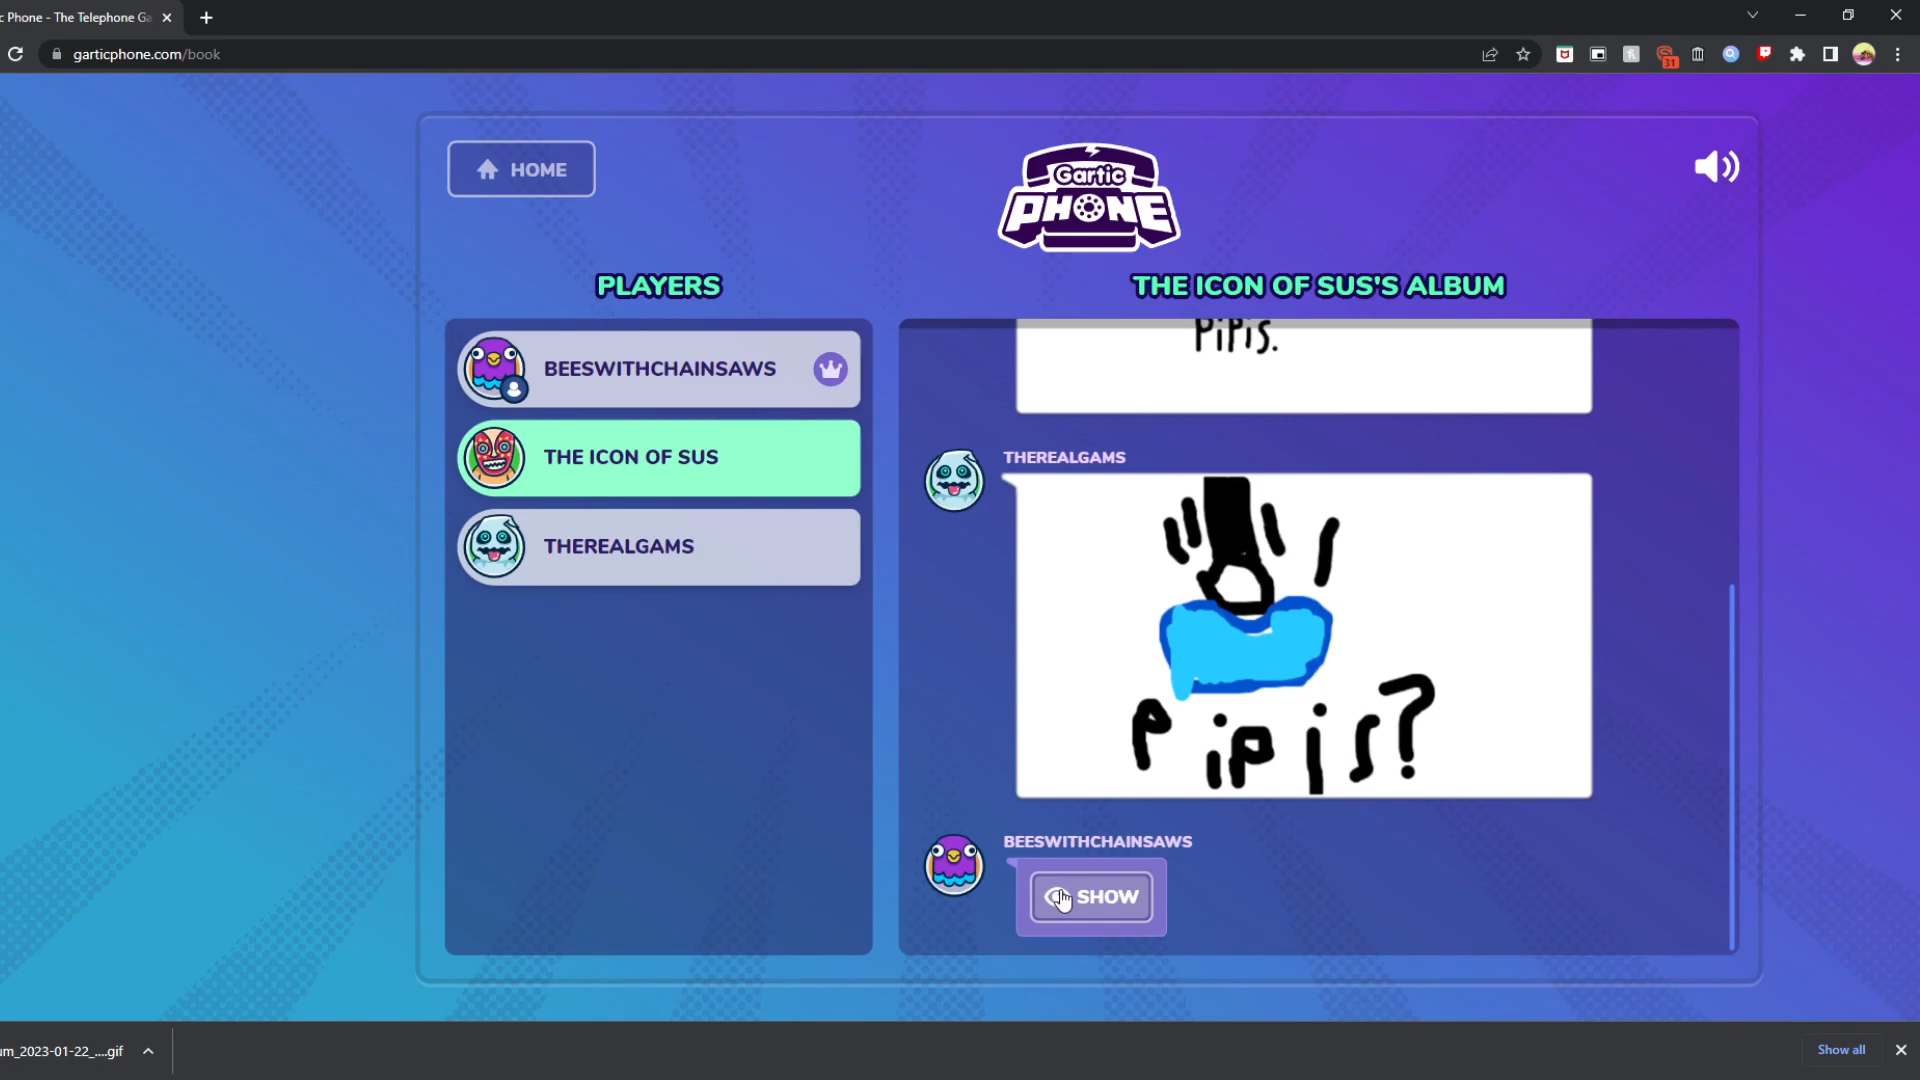 c Phone - The Telephone Ga
garticphone.com/book
31
HOME
Gartic
PHONE
PLAYERS
THE ICON OF SUS'S ALBUM
BEESWITHCHAINSAWS
THE ICON OF SUS
THEREALGAMS
PiPis.
THEREALGAMS
Pipis?
BEESWITHCHAINSAWS
SHOW
um_2023-01-22_....gif
Show all